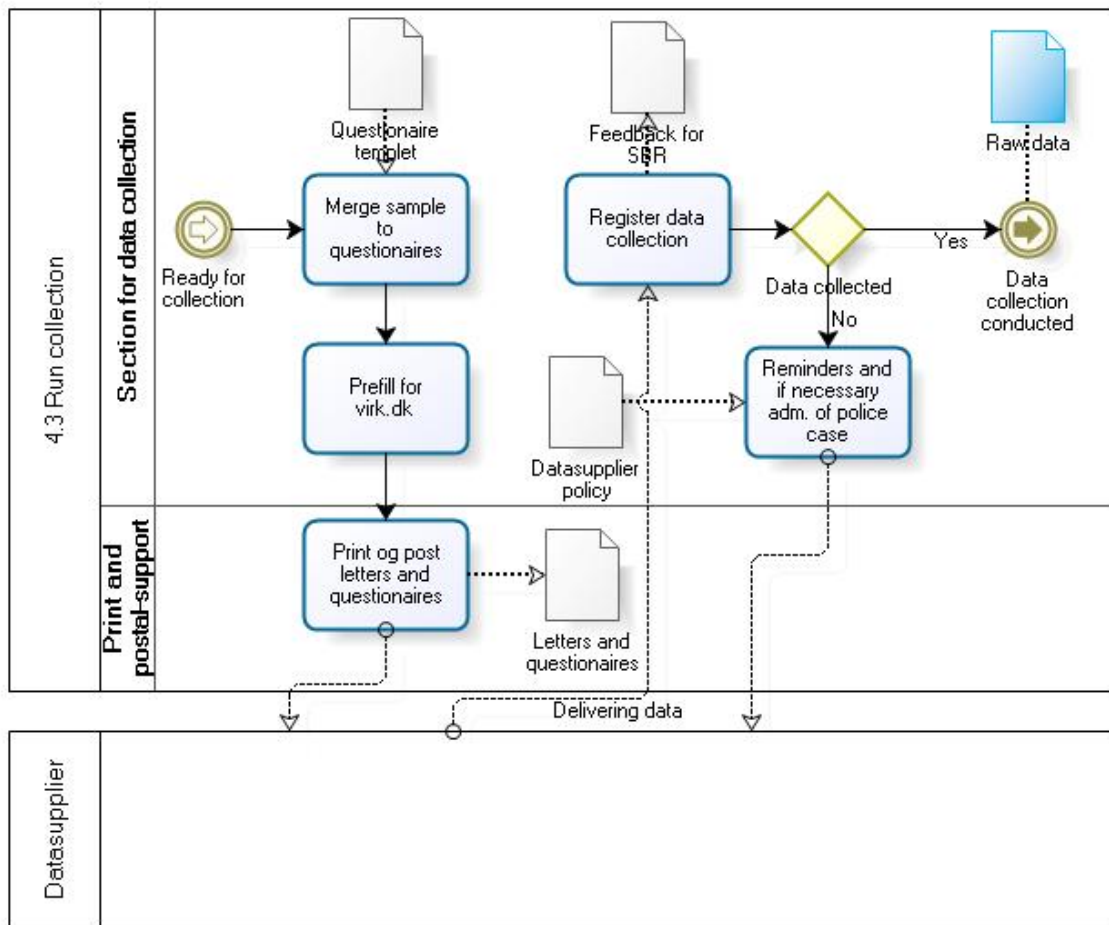 4.3 Run collection
Section for data collection
Questionaire
templet
Feedback for
SBR
Raw data
Ready for
collection
Merge sample
to
questionaires
Register data
collection
Data collected
Yes
No
Data
collection
conducted
Prefill for
virk.dk
Datasupplier
policy
Reminders and
if necessary
adm. of police
case
Print and
postal-support
Print og post
letters and
questionaires
Letters and
questionaires
Delivering data
Datasupplier